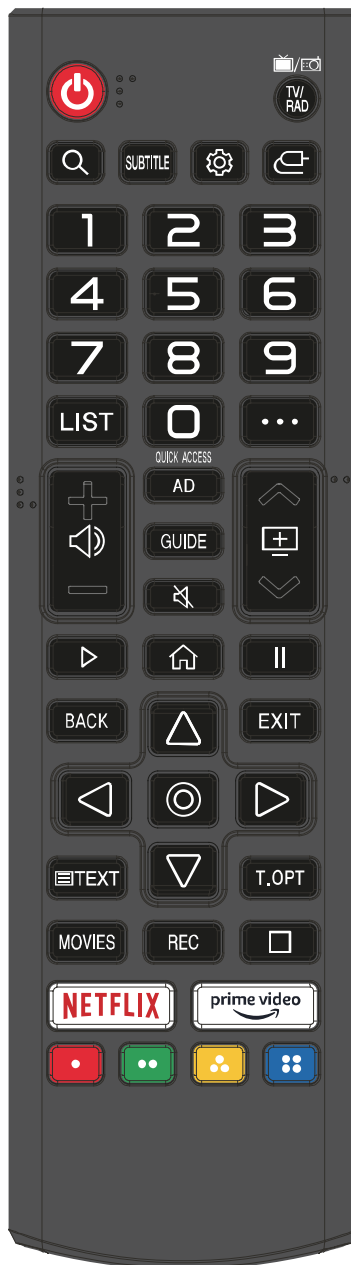 TV/
RAD
SUBTITLE
1 2 3
4 5 6
7 8 9
LIST 0 ...
QUICK ACCESS
AD
GUIDE
BACK EXIT
TEXT T.OPT
MOVIES REC
NETFLIX prime video